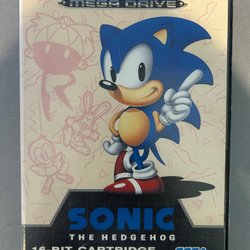 MEGA DRIVE
SONIC
THE HEDGEHOG
16-BIT CARTRIDGE
SEGA